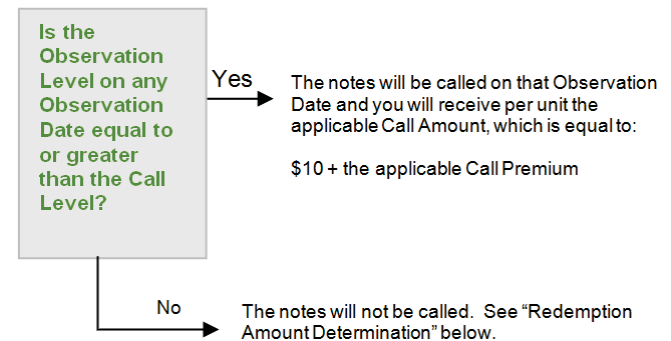 Is the
Observation
Level on any
Observation
Date equal to
or greater
than the Call
Level?
Yes
The notes will be called on that Observation
Date and you will receive per unit the
applicable Call Amount, which is equal to:
$10 + the applicable Call Premium
No
The notes will not be called.  See “Redemption
Amount Determination” below.